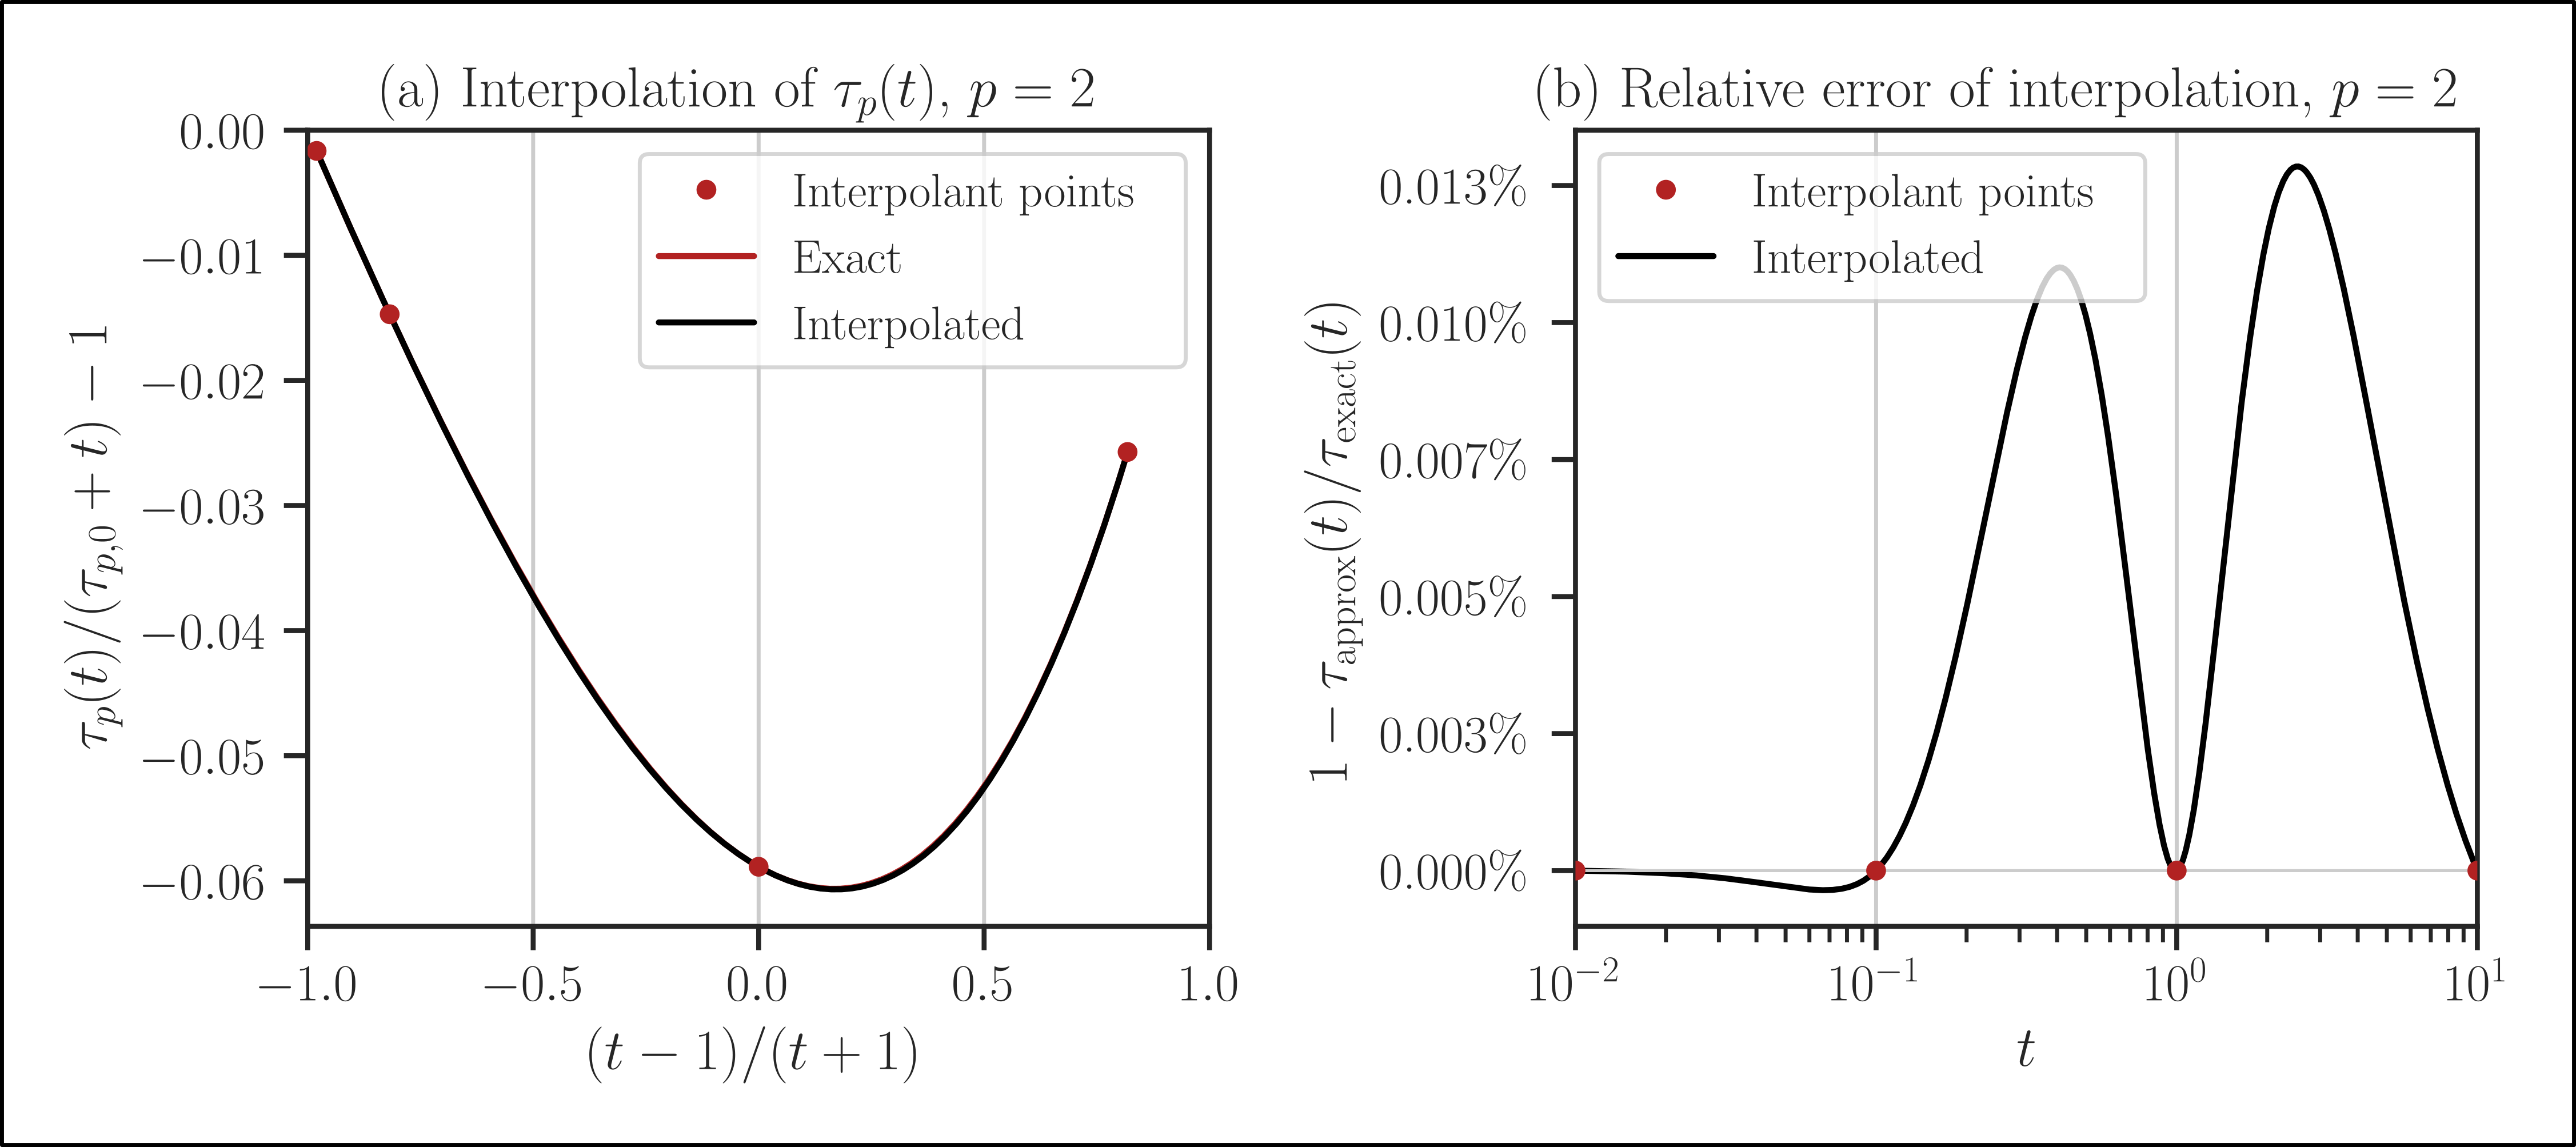 (a) Interpolation of τ_p(t), p = 2
0.00
−0.01
−0.02
−0.03
−0.04
−0.05
−0.06
τ_p(t)/(τ_{p,0} + t) − 1
Interpolant points
Exact
Interpolated
−1.0 −0.5 0.0 0.5 1.0
(t − 1)/(t + 1)
(b) Relative error of interpolation, p = 2
0.013%
0.010%
0.007%
0.005%
0.003%
0.000%
1 − τ_approx(t)/τ_exact(t)
Interpolant points
Interpolated
10^{−2} 10^{−1} 10^0 10^1
t